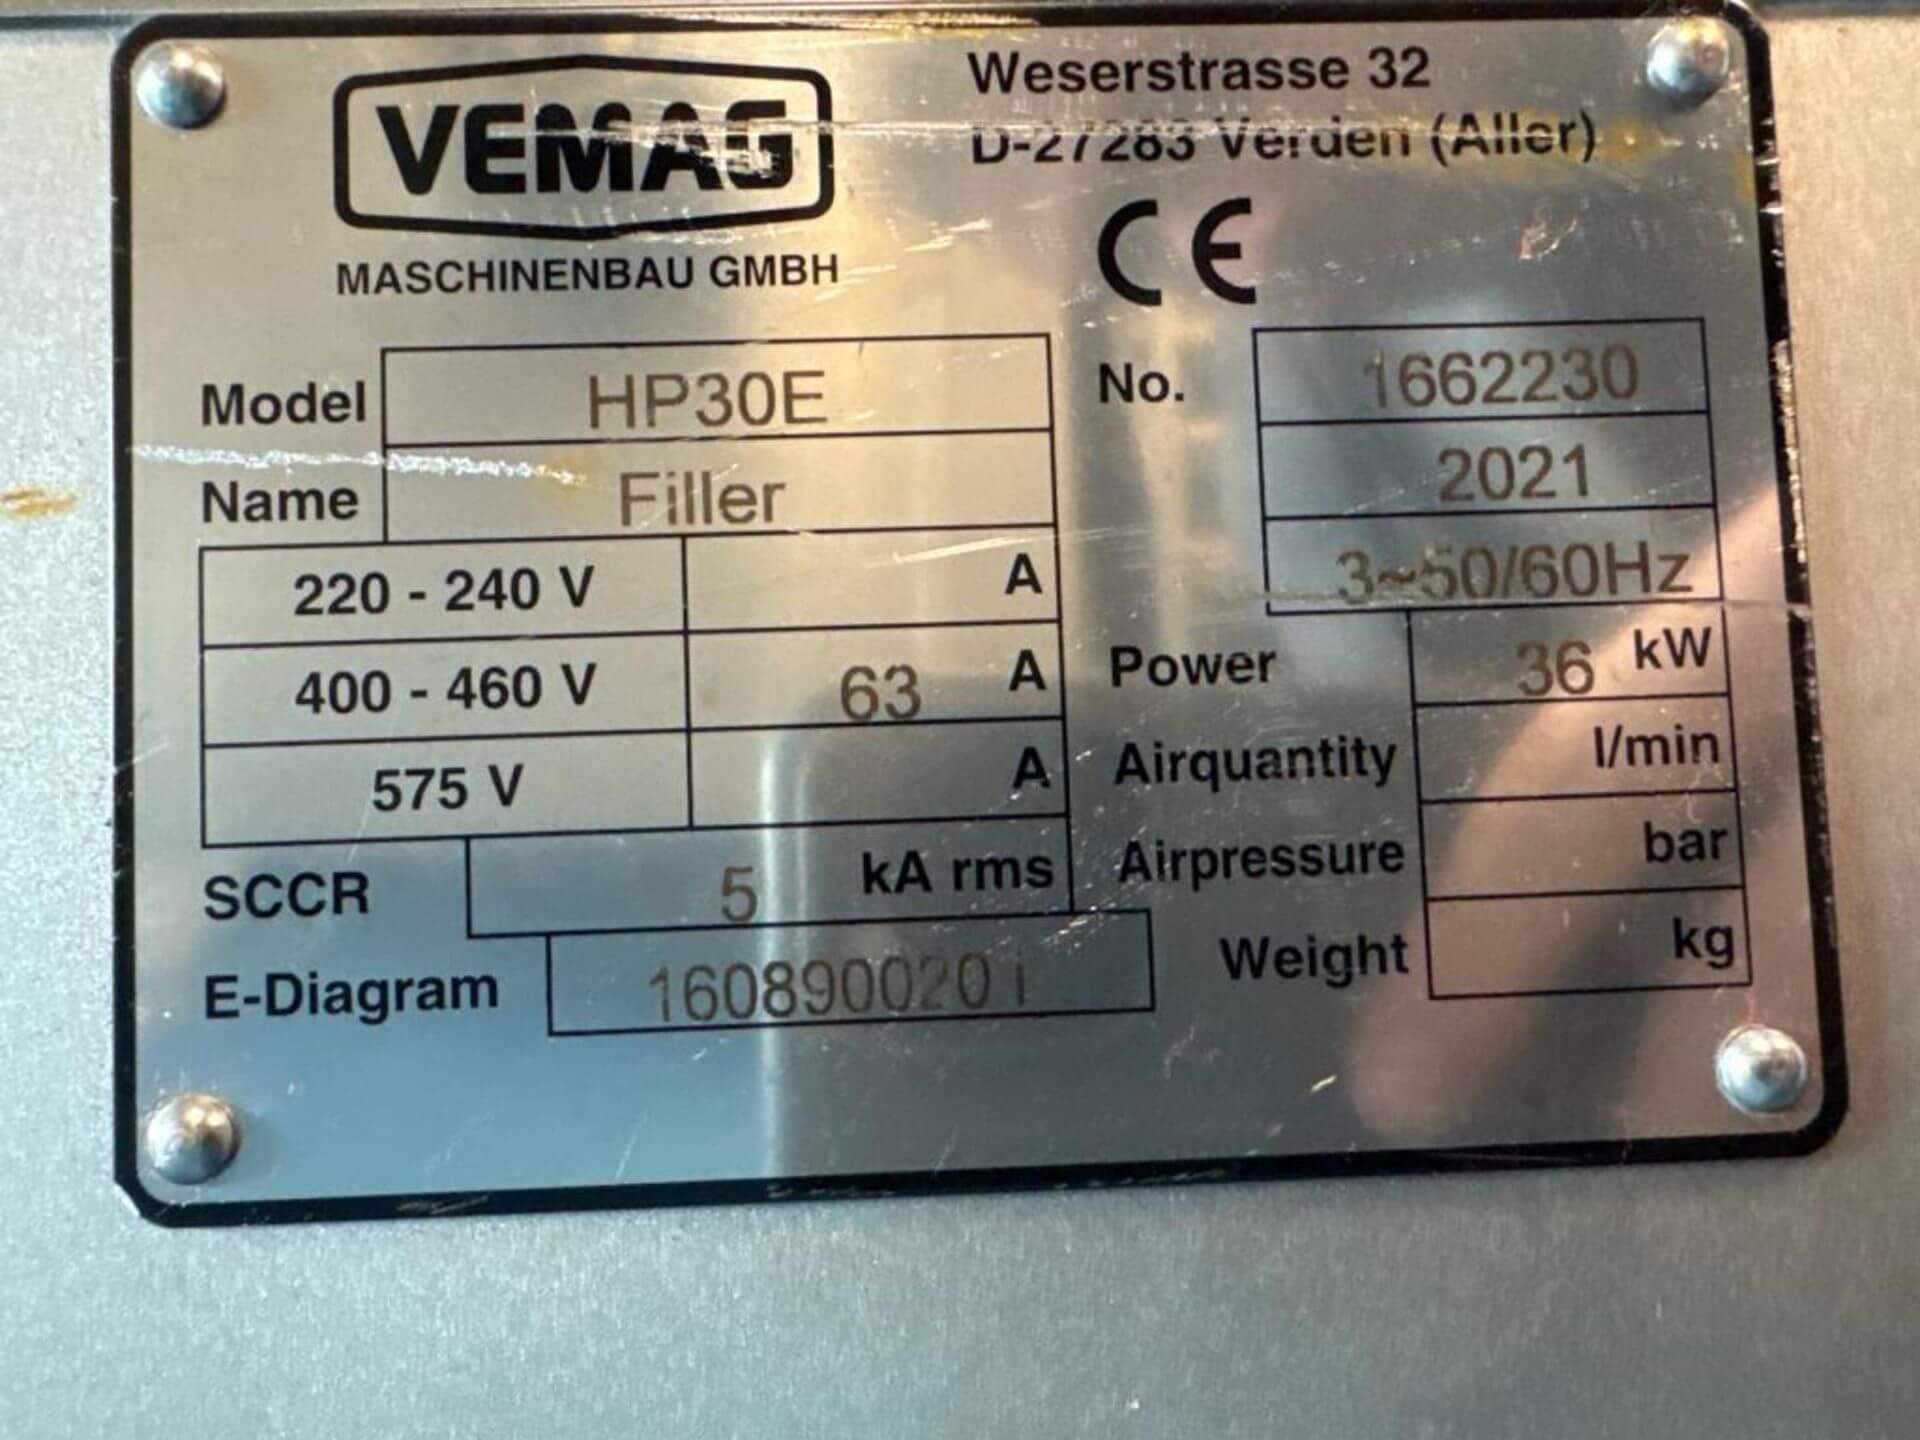 VEMAG
MASCHINENBAU GMBH
Weserstrasse 32
D-27283 Verden (Aller)
CE
Model HP30E
Name Filler
No. 1662230
2021
3~50/60Hz
220 - 240 V A
400 - 460 V 63 A
575 V A
SCCR 5 kA rms
E-Diagram 1608900201
Power 36 kW
Airquantity l/min
Airpressure bar
Weight kg